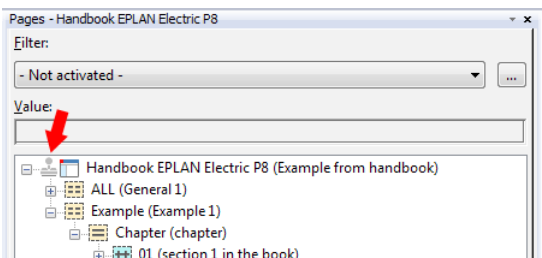 Pages - Handbook EPLAN Electric P8
Filter:
- Not activated -
...
Value:
Handbook EPLAN Electric P8 (Example from handbook)
ALL (General 1)
Example (Example 1)
Chapter (chapter)
01 (section 1 in the book)